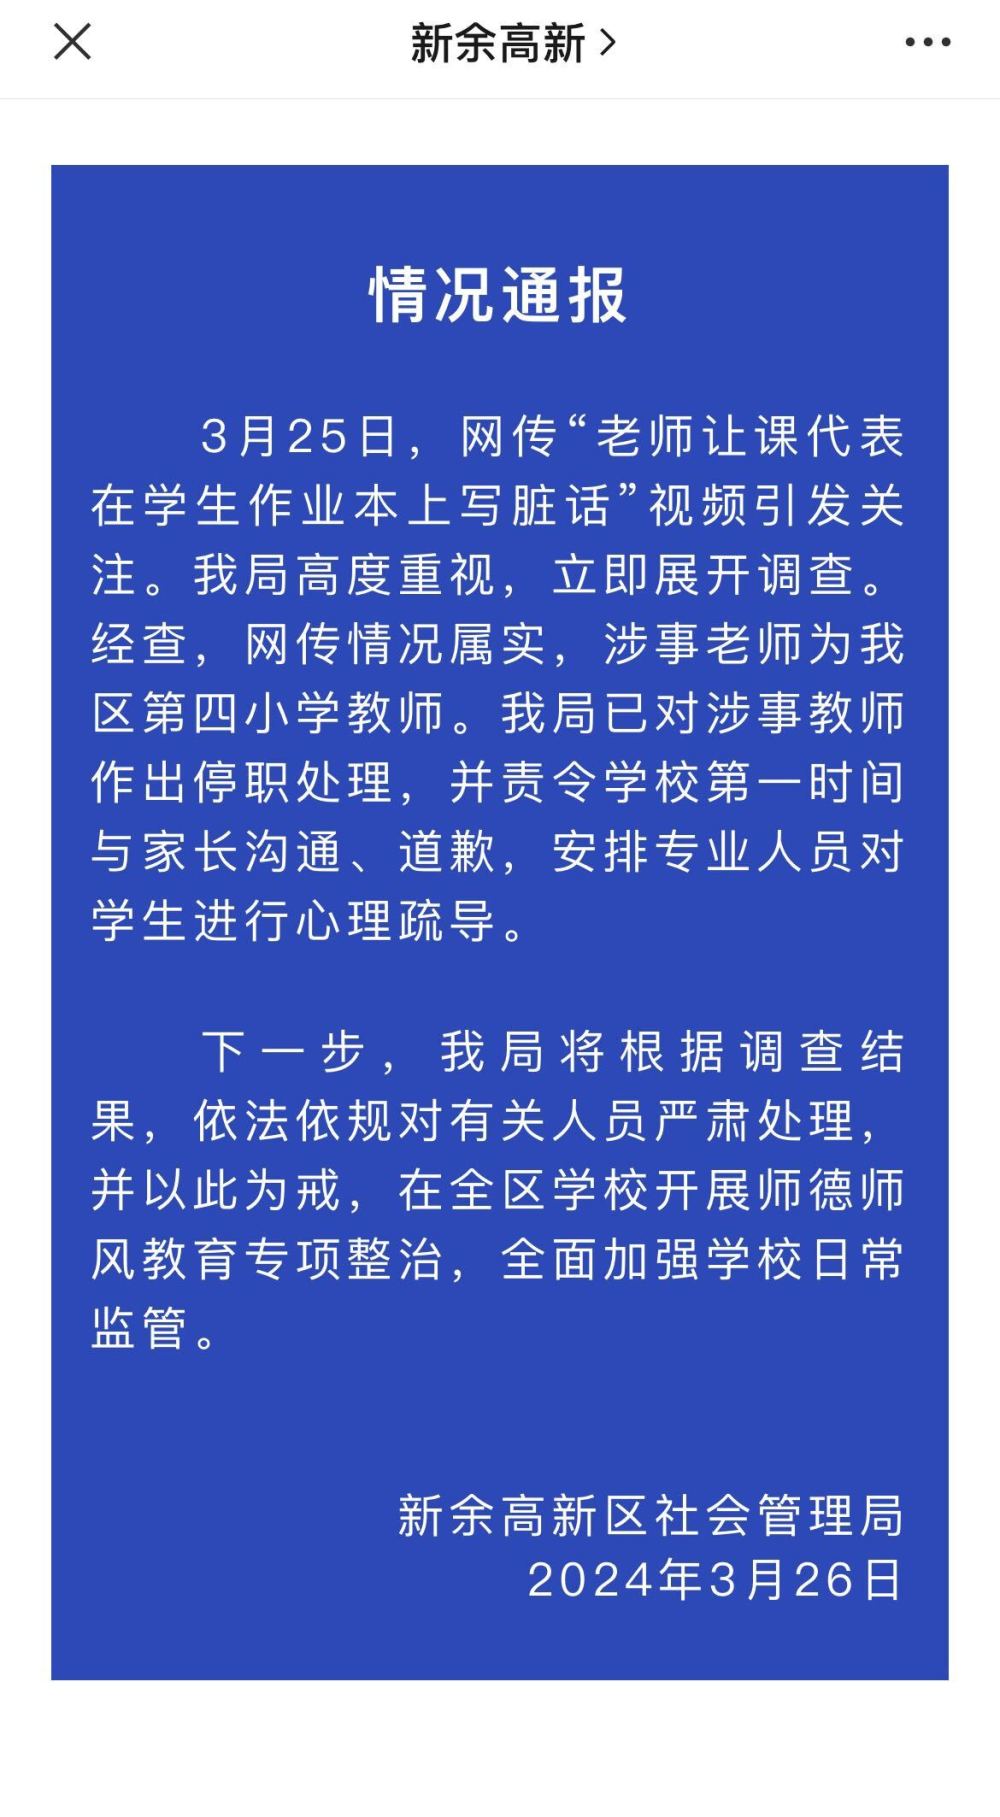 新余高新
情况通报
3月25日，网传“老师让课代表
在学生作业本上写脏话”视频引发关
注。我局高度重视，立即展开调查。
经查，网传情况属实，涉事老师为我
区第四小学教师。我局已对涉事教师
作出停职处理，并责令学校第一时间
与家长沟通、道歉，安排专业人员对
学生进行心理疏导。
下一步，我局将根据调查结
果，依法依规对有关人员严肃处理，
并以此为戒，在全区学校开展师德师
风教育专项整治，全面加强学校日常
监管。
新余高新区社会管理局
2024年3月26日